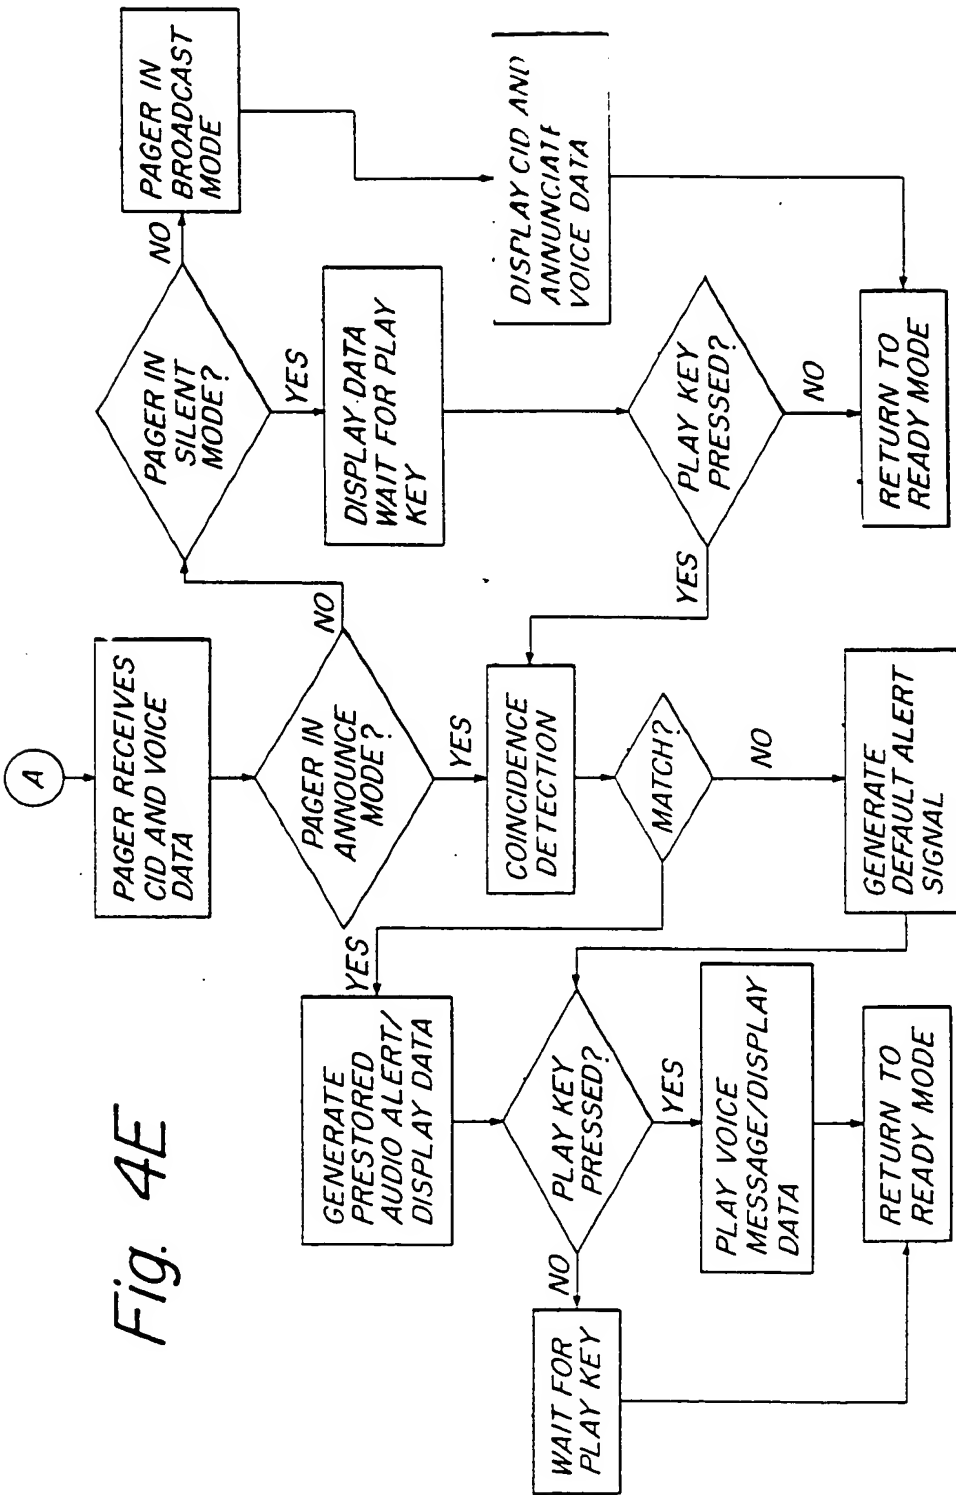 Fig. 4E
A
PAGER RECEIVES
CID AND VOICE
DATA
PAGER IN
ANNOUNCE
MODE?
NO
YES
PAGER IN
SILENT
MODE?
NO
YES
PAGER IN
BROADCAST
MODE
DISPLAY DATA
WAIT FOR PLAY
KEY
DISPLAY CID AND
ANNUNCIATE
VOICE DATA
PLAY KEY
PRESSED?
YES
NO
RETURN TO
READY MODE
COINCIDENCE
DETECTION
MATCH?
YES
NO
GENERATE
PRESTORED
AUDIO ALERT/
DISPLAY DATA
GENERATE
DEFAULT ALERT
SIGNAL
PLAY KEY
PRESSED?
NO
YES
WAIT FOR
PLAY KEY
PLAY VOICE
MESSAGE/DISPLAY
DATA
RETURN TO
READY MODE